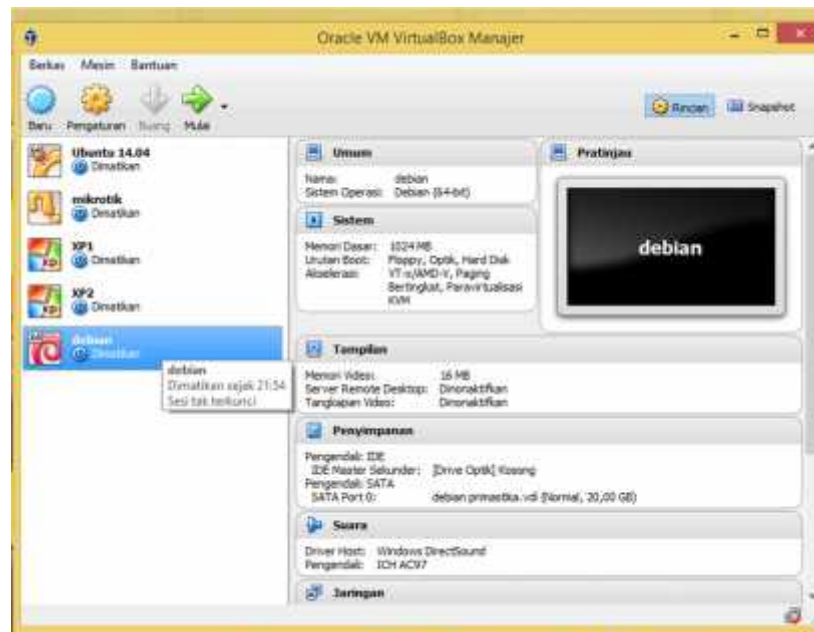 Oracle VM VirtualBox Manajer
Berkas Mesin Bantuan
Baru Pengaturan Buang Mulai
Rincian Snapshot
Ubuntu 14.04
Dimatikan
mikrotik
Dimatikan
XP1
Dimatikan
XP2
Dimatikan
debian
Dimatikan
debian
Dimatikan sejak 21:54
Sesi tak terkunci
Umum
Nama: debian
Sistem Operasi: Debian (64-bit)
Sistem
Memori Dasar: 1024 MB
Urutan Boot: Floppy, Optik, Hard Disk
Akselerasi: VT-x/AMD-V, Paging
Bertingkat, Paravirtualisasi
KVM
Pratinjau
debian
Tampilan
Memori Video: 16 MB
Server Remote Desktop: Dinonaktifkan
Tangkapan Video: Dinonaktifkan
Penyimpanan
Pengendali: IDE
IDE Master Sekunder: [Drive Optik] Kosong
Pengendali: SATA
SATA Port 0: debian primastika.vdi (Normal, 20,00 GB)
Suara
Driver Host: Windows DirectSound
Pengendali: ICH AC97
Jaringan